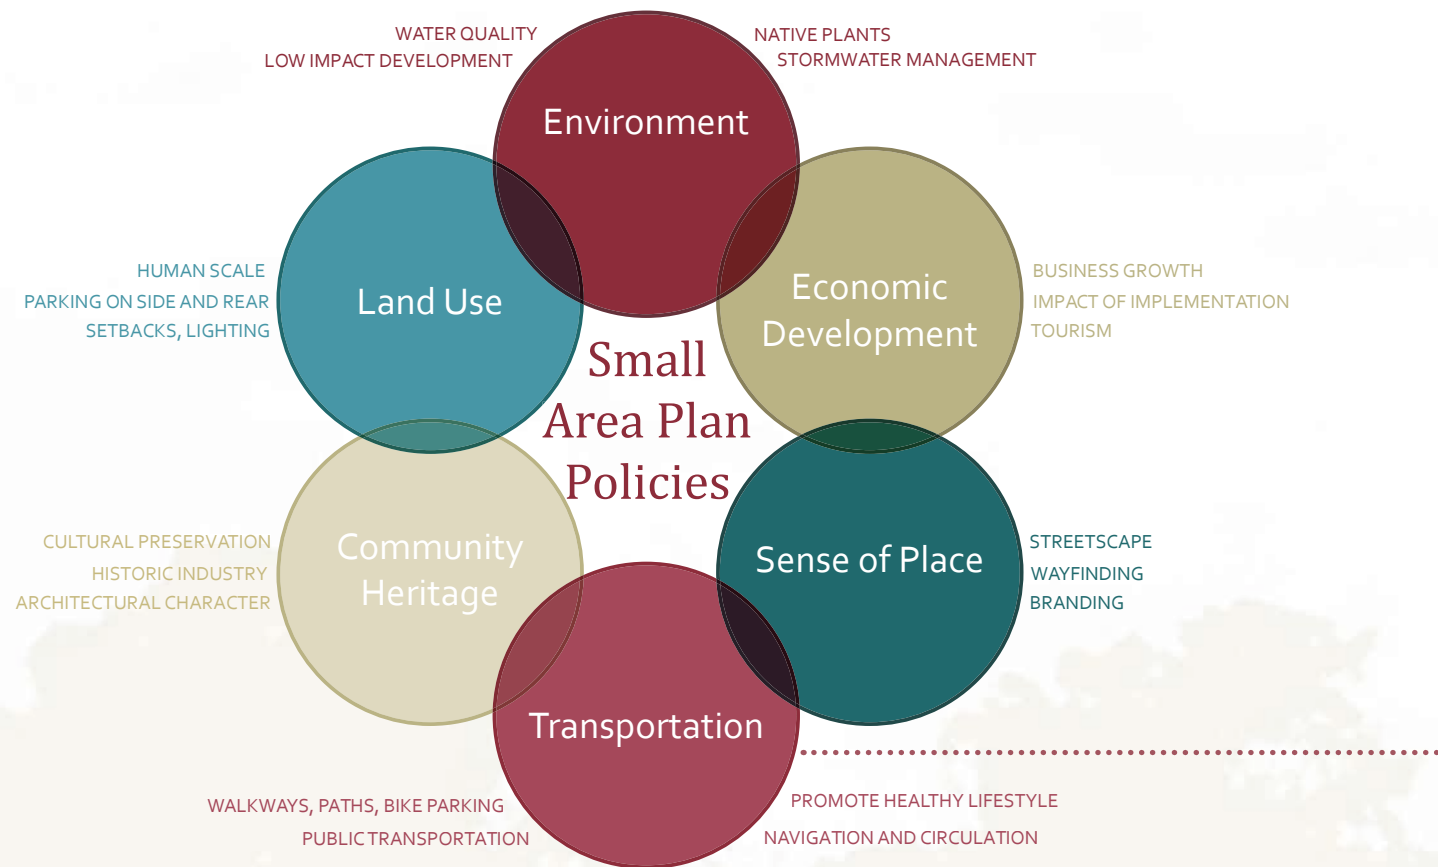 WATER QUALITY
LOW IMPACT DEVELOPMENT
NATIVE PLANTS
STORMWATER MANAGEMENT
Environment
Land Use
HUMAN SCALE
PARKING ON SIDE AND REAR
SETBACKS, LIGHTING
Economic
Development
BUSINESS GROWTH
IMPACT OF IMPLEMENTATION
TOURISM
Small
Area Plan
Policies
Community
Heritage
CULTURAL PRESERVATION
HISTORIC INDUSTRY
ARCHITECTURAL CHARACTER
Sense of Place
STREETSCAPE
WAYFINDING
BRANDING
Transportation
WALKWAYS, PATHS, BIKE PARKING
PUBLIC TRANSPORTATION
PROMOTE HEALTHY LIFESTYLE
NAVIGATION AND CIRCULATION